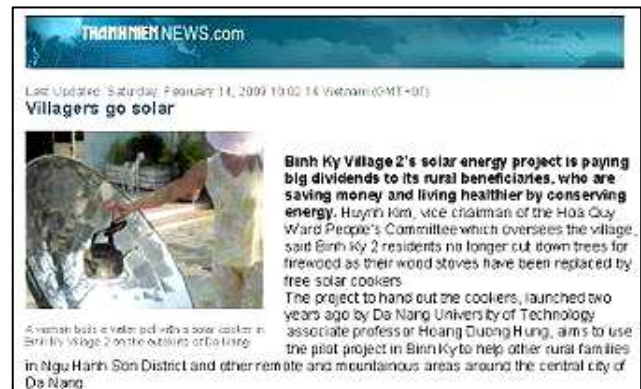 THANHNIEN NEWS.com
Last Updated: Saturday, February 14, 2009 10:02:14 Vietnam (GMT+07)
Villagers go solar
Binh Ky Village 2's solar energy project is paying
big dividends to its rural beneficiaries, who are
saving money and living healthier by conserving
energy. Huynh Kim, vice chairman of the Hoa Quy
Ward People's Committee which oversees the village,
said Binh Ky 2 residents no longer cut down trees for
firewood as their wood stoves have been replaced by
free solar cookers
The project to hand out the cookers, launched two
years ago by Da Nang University of Technology
associate professor Hoang Duong Hung, aims to use
the pilot project in Binh Ky to help other rural families
in Ngu Hanh Son District and other remote and mountainous areas around the central city of
Da Nang
A woman boils a water pot with a solar cooker in
Binh Ky Village 2 on the outskirts of Da Nang